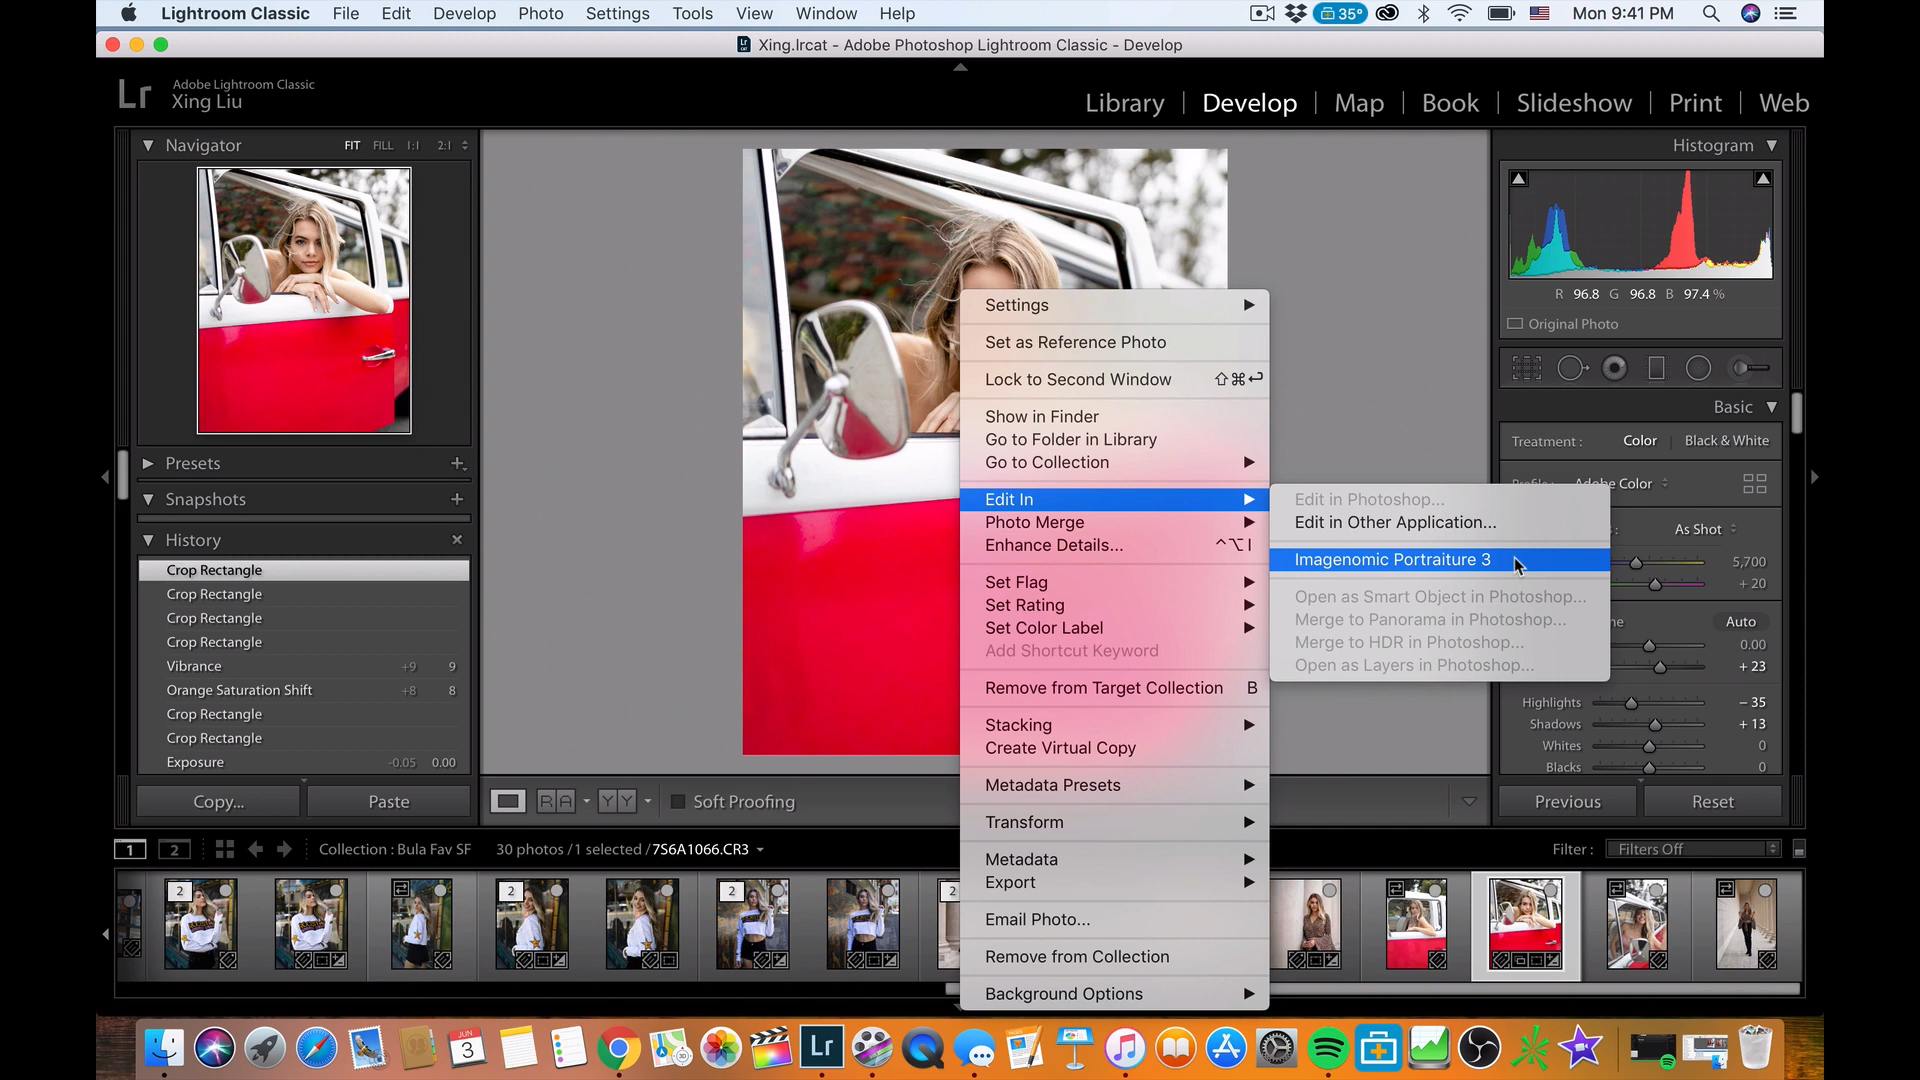 Lightroom Classic File Edit Develop Photo Settings Tools View Window Help 35° Mon 9:41 PM
Xing.lrcat - Adobe Photoshop Lightroom Classic - Develop
Lr Adobe Lightroom Classic
Xing Liu
Library Develop Map Book Slideshow Print Web
Navigator FIT FILL 1:1 2:1
Histogram
R 96.8 G 96.8 B 97.4 %
Original Photo
Basic
Treatment : Color Black & White
Adobe Color
As Shot
5,700
+ 20
Auto
0.00
+ 23
Highlights - 35
Shadows + 13
Whites 0
Blacks 0
Previous Reset
Presets
Snapshots
History
Crop Rectangle
Crop Rectangle
Crop Rectangle
Crop Rectangle
Vibrance +9 9
Orange Saturation Shift +8 8
Crop Rectangle
Crop Rectangle
Exposure -0.05 0.00
Copy... Paste
R A Y Y Soft Proofing
Settings
Set as Reference Photo
Lock to Second Window ⇧⌘↩
Show in Finder
Go to Folder in Library
Go to Collection
Edit In
Photo Merge
Enhance Details... ^⌥I
Set Flag
Set Rating
Set Color Label
Add Shortcut Keyword
Remove from Target Collection B
Stacking
Create Virtual Copy
Metadata Presets
Transform
Metadata
Export
Email Photo...
Remove from Collection
Background Options
Edit in Photoshop...
Edit in Other Application...
Imagenomic Portraiture 3
Open as Smart Object in Photoshop...
Merge to Panorama in Photoshop...
Merge to HDR in Photoshop...
Open as Layers in Photoshop...
1 2 Collection : Bula Fav SF 30 photos / 1 selected / 7S6A1066.CR3 Filter : Filters Off
2 2 2 2
JUN
3
3D
Lr